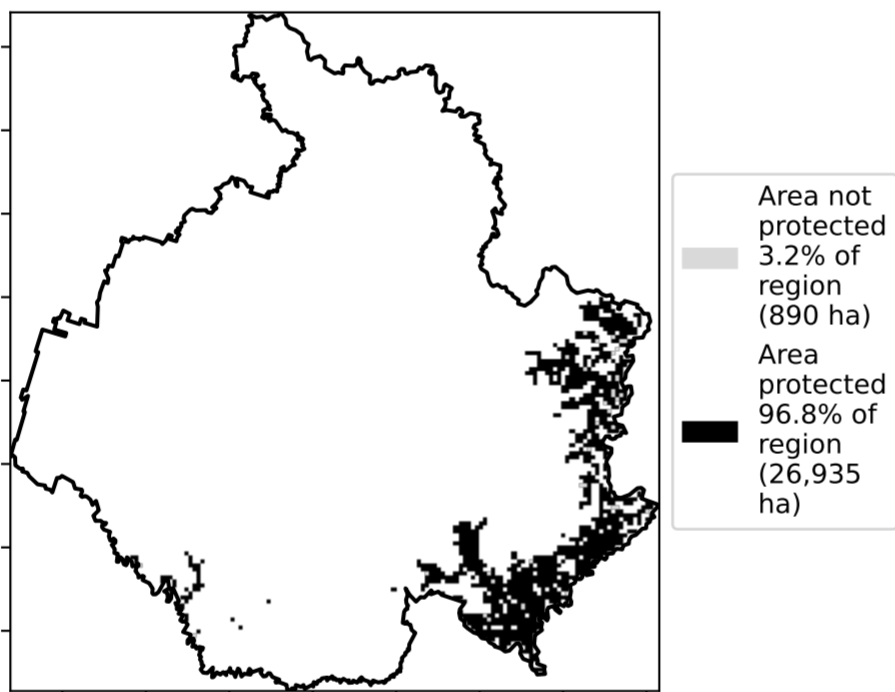 Area not
protected
3.2% of
region
(890 ha)
Area
protected
96.8% of
region
(26,935
ha)